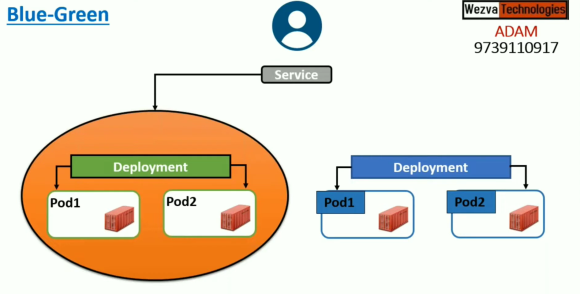 Blue-Green
Wezva Technologies
ADAM
9739110917
Service
Deployment
Deployment
Pod1
Pod2
Pod1
Pod2